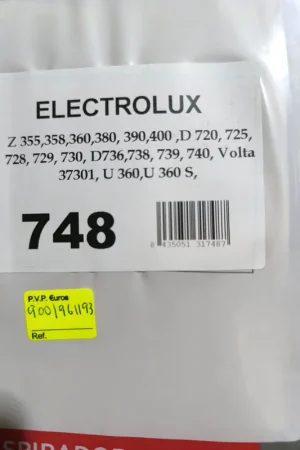 ELECTROLUX
Z 355,358,360,380, 390,400 ,D 720, 725,
728, 729, 730, D736,738, 739, 740, Volta
37301, U 360,U 360 S,
748
8 435051 317487
P.V.P. Euros
9001961193
Ref.